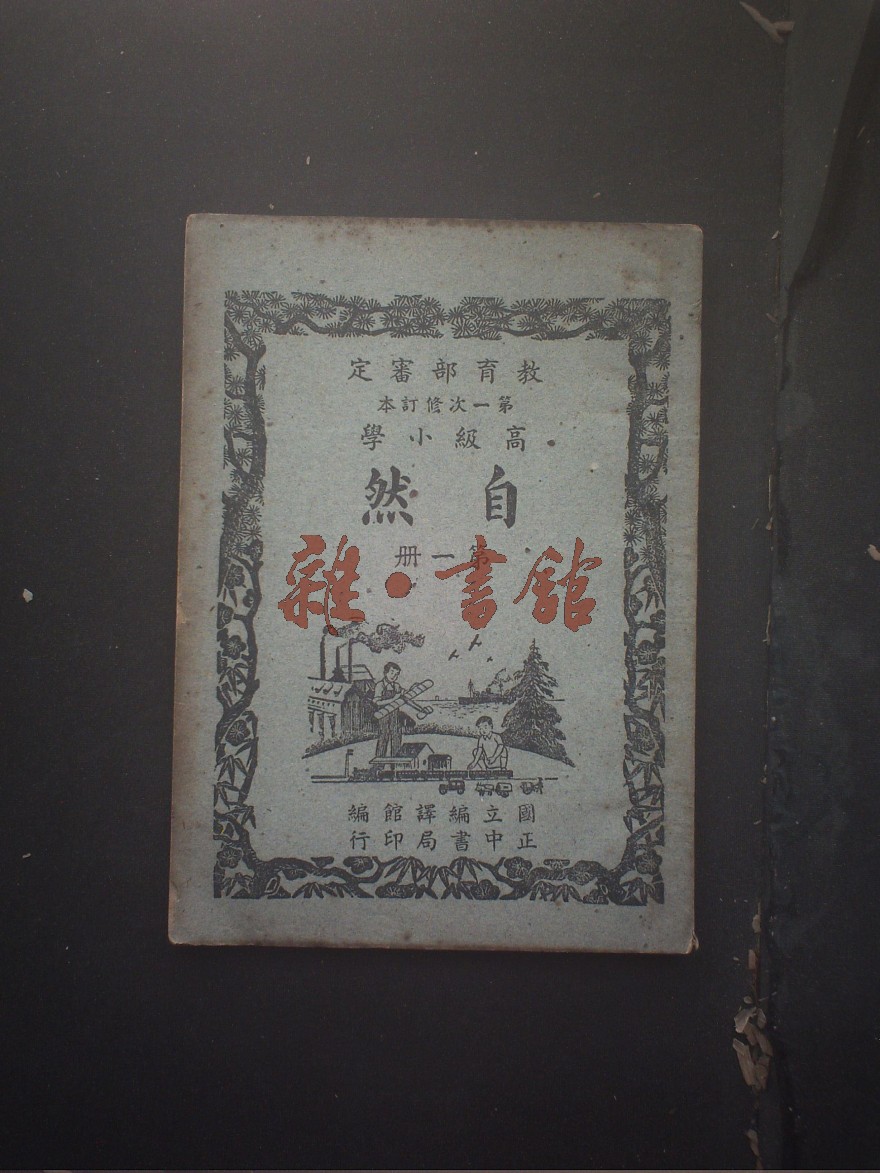 教育部審定
第一次修訂本
高級小學
自然
第一冊
雜·書館
國立編譯館編
正中書局印行